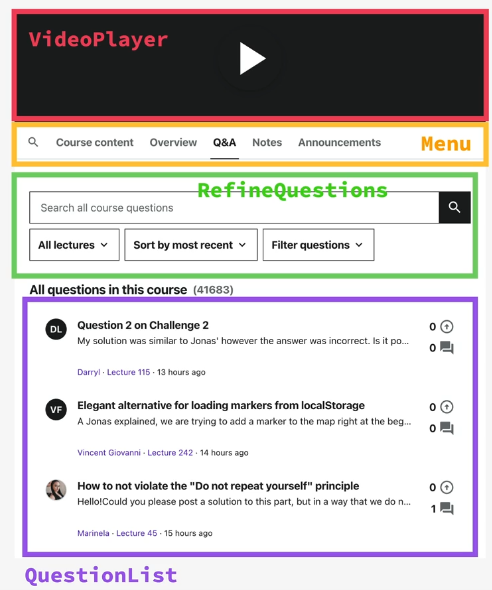 VideoPlayer
Course content Overview Q&A Notes Announcements
Menu
RefineQuestions
Search all course questions
All lectures Sort by most recent Filter questions
All questions in this course (41683)
DL Question 2 on Challenge 2 0
My solution was similar to Jonas' however the answer was incorrect. Is it po... 0
Darryl · Lecture 115 · 13 hours ago
VF Elegant alternative for loading markers from localStorage 0
A Jonas explained, we are trying to add a marker to the map right at the beg... 0
Vincent Giovanni · Lecture 242 · 14 hours ago
How to not violate the "Do not repeat yourself" principle 0
Hello!Could you please post a solution to this part, but in a way that we do n... 1
Marinela · Lecture 45 · 15 hours ago
QuestionList